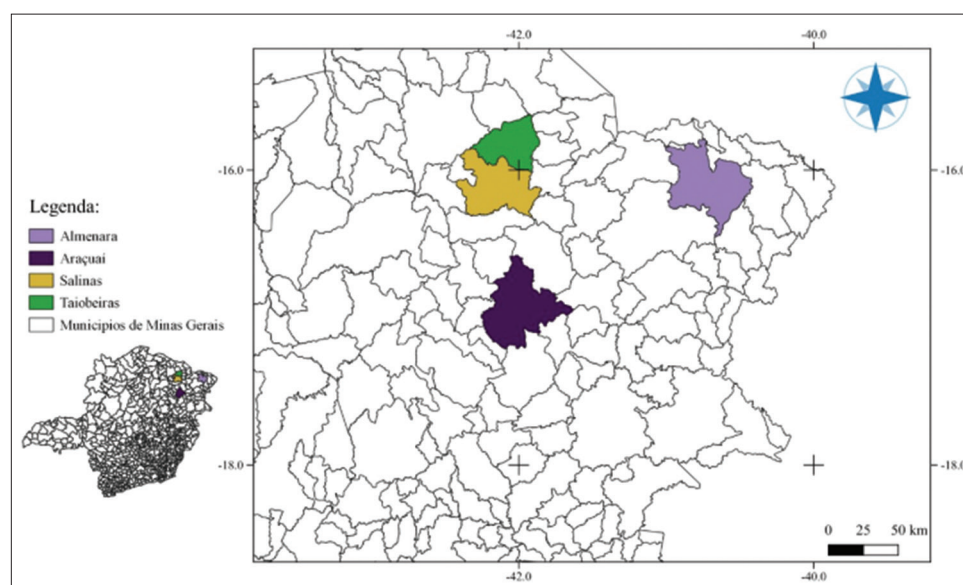 -42.0 -40.0
-16.0 -16.0
Legenda:
Almenara
Araçuaí
Salinas
Taiobeiras
Municipios de Minas Gerais
-18.0 -18.0
0 25 50 km
-42.0 -40.0